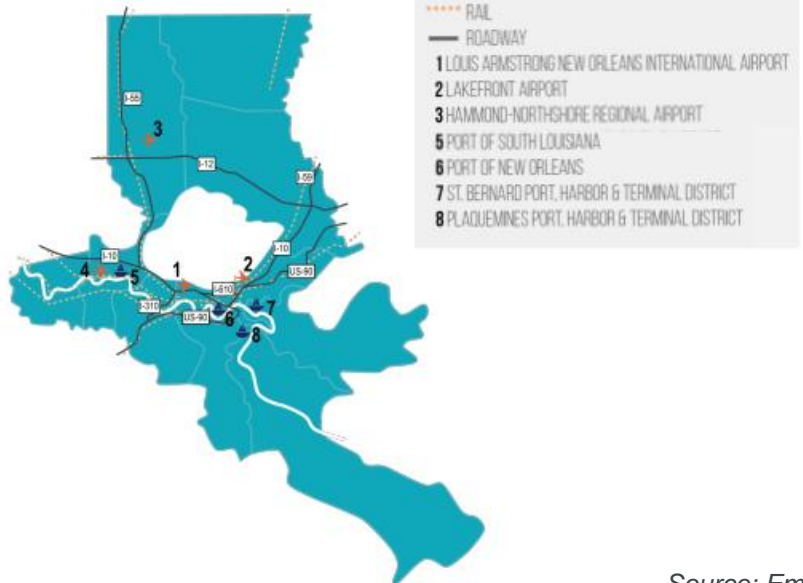 RAIL
ROADWAY
1 LOUIS ARMSTRONG NEW ORLEANS INTERNATIONAL AIRPORT
2 LAKEFRONT AIRPORT
3 HAMMOND-NORTHSHORE REGIONAL AIRPORT
5 PORT OF SOUTH LOUISIANA
6 PORT OF NEW ORLEANS
7 ST. BERNARD PORT, HARBOR & TERMINAL DISTRICT
8 PLAQUEMINES PORT, HARBOR & TERMINAL DISTRICT
I-55
3
I-12
I-59
I-10
I-10
2
4
5
1
US-90
I-610
I-310
US-90
6
7
8
Source: